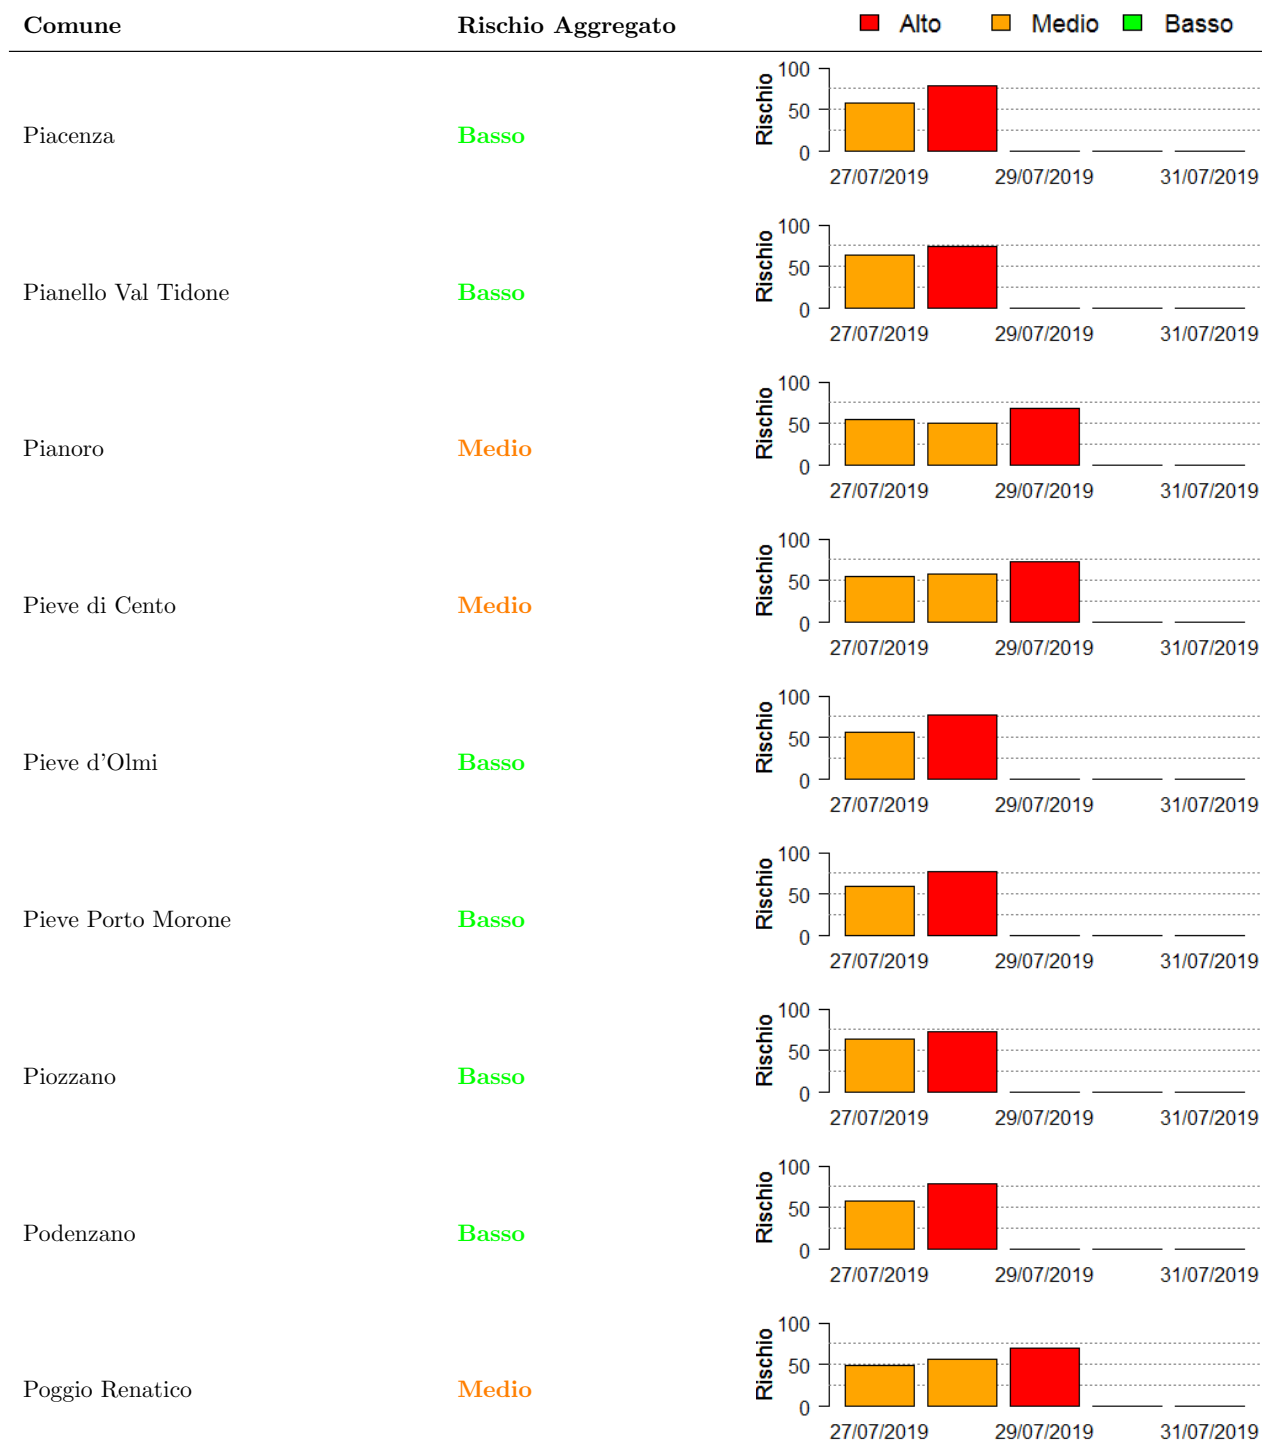 Comune Rischio Aggregato Alto Medio Basso
Piacenza Basso
Rischio
100
50
0
27/07/2019 29/07/2019 31/07/2019
Pianello Val Tidone Basso
Rischio
100
50
0
27/07/2019 29/07/2019 31/07/2019
Pianoro Medio
Rischio
100
50
0
27/07/2019 29/07/2019 31/07/2019
Pieve di Cento Medio
Rischio
100
50
0
27/07/2019 29/07/2019 31/07/2019
Pieve d'Olmi Basso
Rischio
100
50
0
27/07/2019 29/07/2019 31/07/2019
Pieve Porto Morone Basso
Rischio
100
50
0
27/07/2019 29/07/2019 31/07/2019
Piozzano Basso
Rischio
100
50
0
27/07/2019 29/07/2019 31/07/2019
Podenzano Basso
Rischio
100
50
0
27/07/2019 29/07/2019 31/07/2019
Poggio Renatico Medio
Rischio
100
50
0
27/07/2019 29/07/2019 31/07/2019